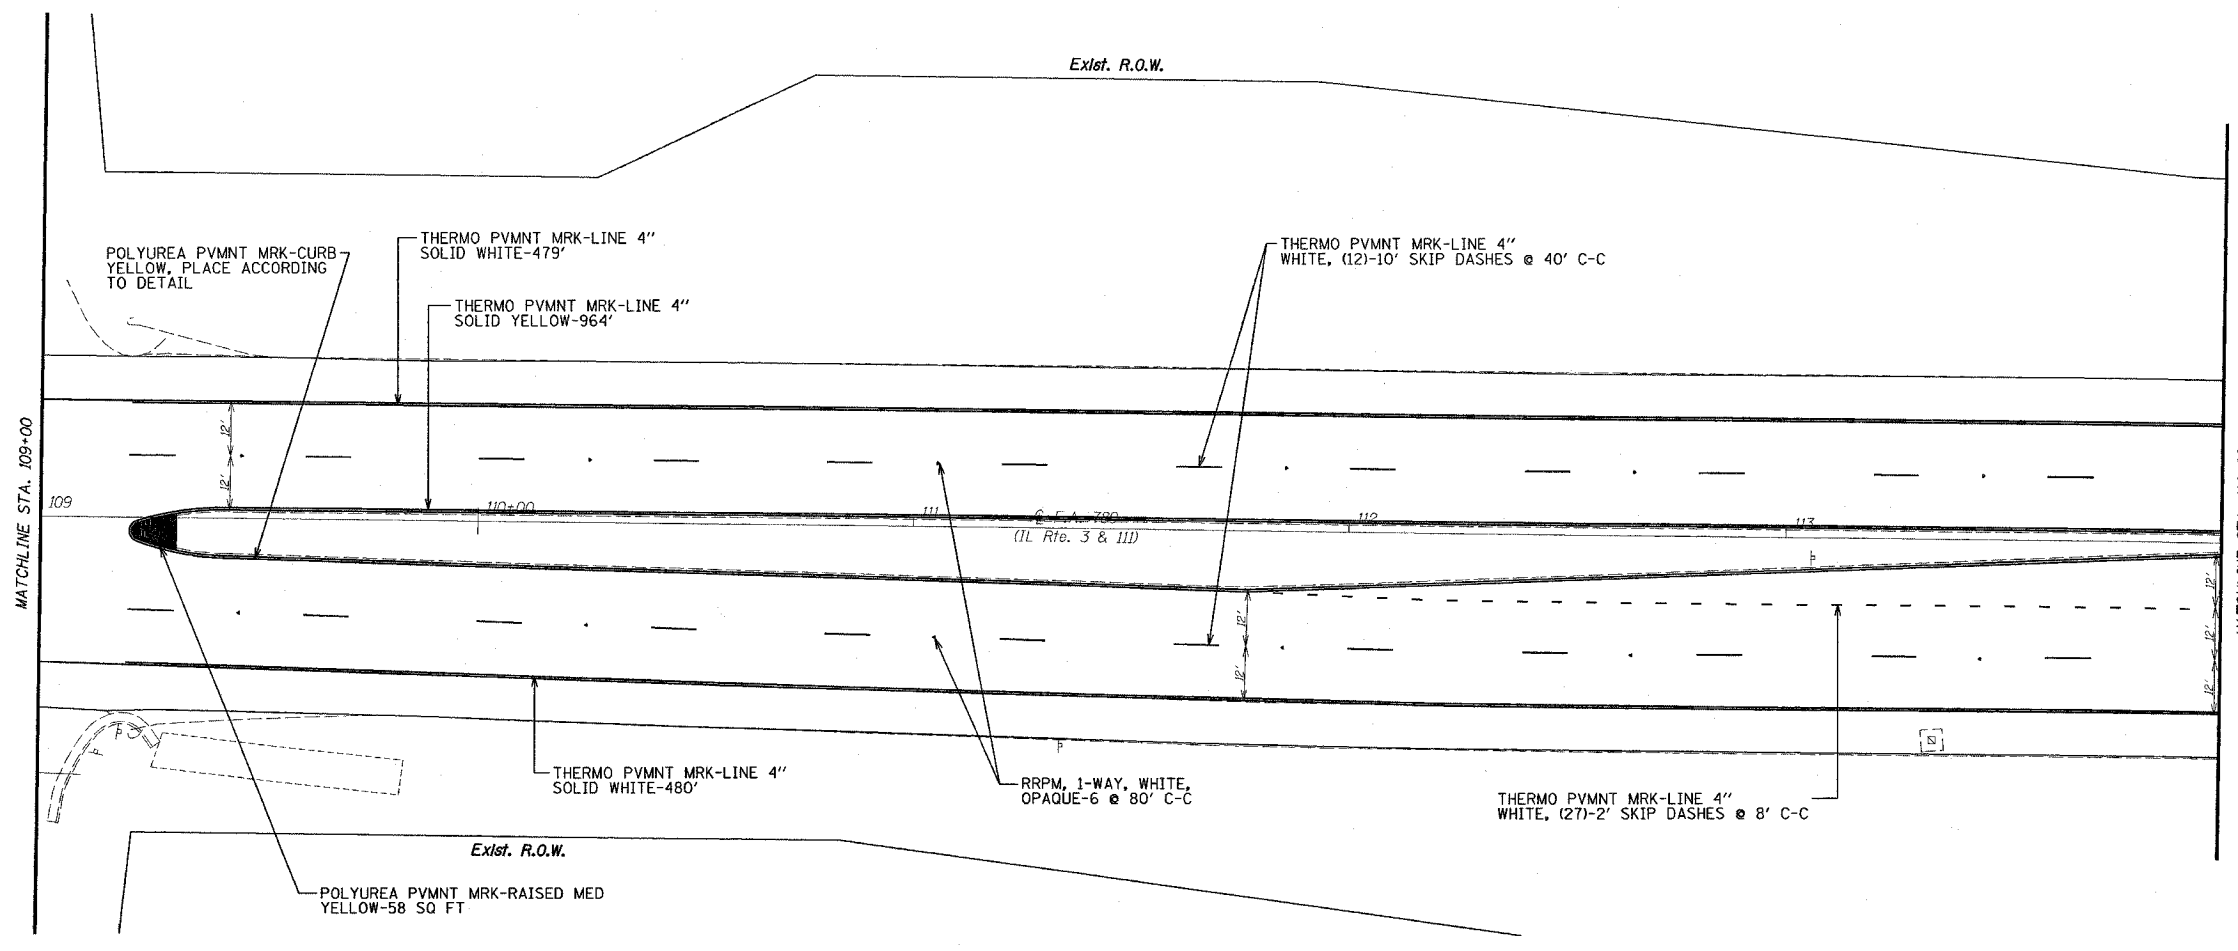 Exist. R.O.W.
THERMO PVMNT MRK-LINE 4"
SOLID WHITE-479'
POLYUREA PVMNT MRK-CURB
YELLOW, PLACE ACCORDING
TO DETAIL
THERMO PVMNT MRK-LINE 4"
WHITE, (12)-10' SKIP DASHES @ 40' C-C
THERMO PVMNT MRK-LINE 4"
SOLID YELLOW-964'
12'
12'
MATCHLINE STA. 109+00
109
110+00
111
℄ F.A. 789
(IL Rte. 3 & 111)
112
113
12'
12'
12'
12'
12'
THERMO PVMNT MRK-LINE 4"
SOLID WHITE-480'
RRPM, 1-WAY, WHITE,
OPAQUE-6 @ 80' C-C
THERMO PVMNT MRK-LINE 4"
WHITE, (27)-2' SKIP DASHES @ 8' C-C
Exist. R.O.W.
POLYUREA PVMNT MRK-RAISED MED
YELLOW-58 SQ FT